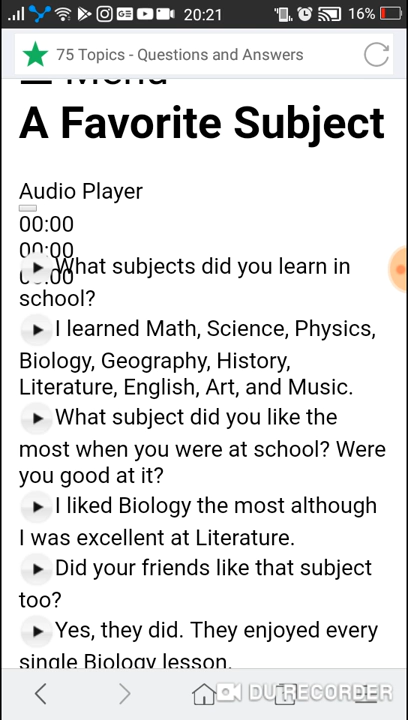 20:21
16%
75 Topics - Questions and Answers
Menu
A Favorite Subject
Audio Player
00:00
00:00
00:00
What subjects did you learn in
school?
I learned Math, Science, Physics,
Biology, Geography, History,
Literature, English, Art, and Music.
What subject did you like the
most when you were at school? Were
you good at it?
I liked Biology the most although
I was excellent at Literature.
Did your friends like that subject
too?
Yes, they did. They enjoyed every
single Biology lesson.
DU RECORDER